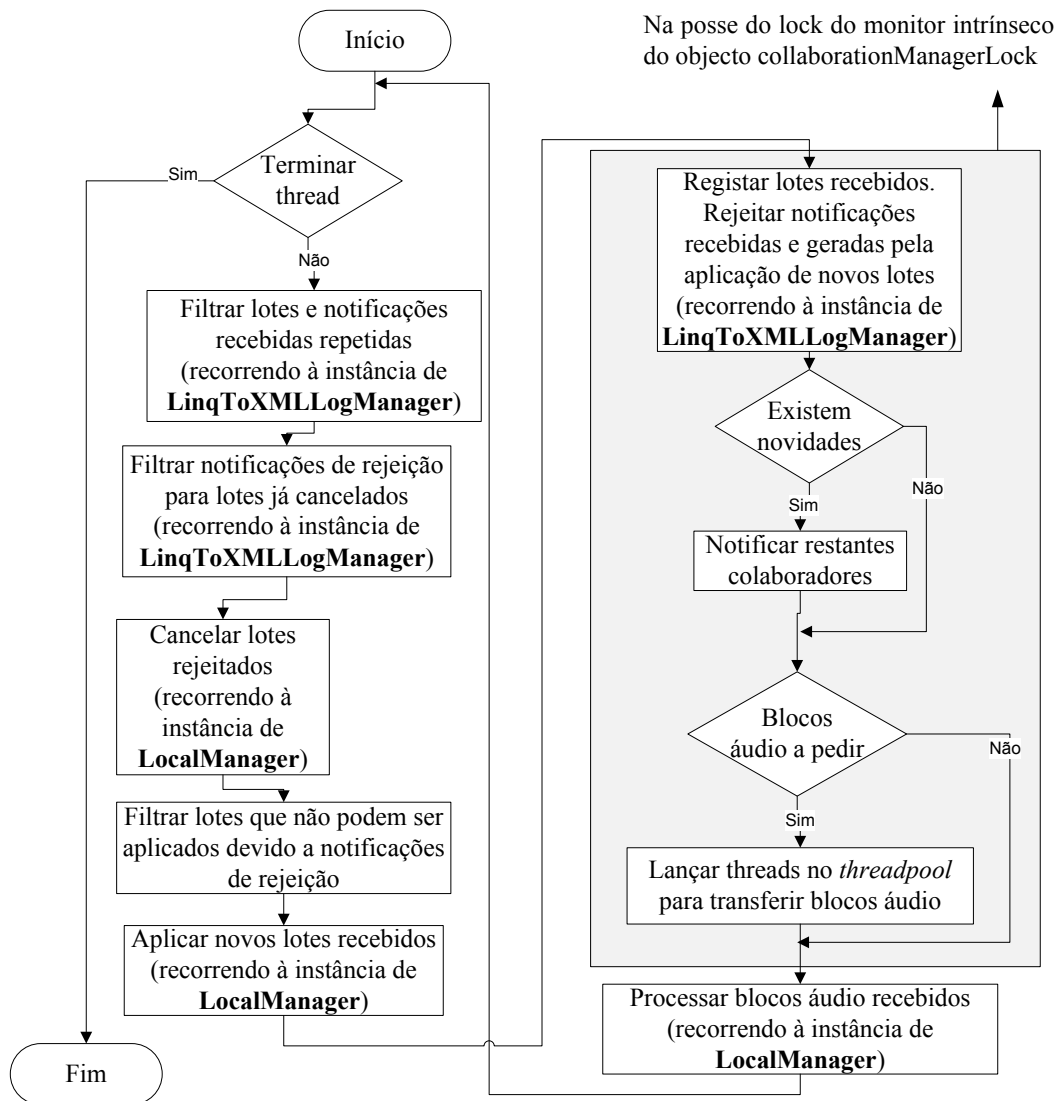 Início
Na posse do lock do monitor intrínseco
do objecto collaborationManagerLock
Terminar
thread
Sim
Não
Filtrar lotes e notificações
recebidas repetidas
(recorrendo à instância de
LinqToXMLLogManager)
Filtrar notificações de rejeição
para lotes já cancelados
(recorrendo à instância de
LinqToXMLLogManager)
Cancelar lotes
rejeitados
(recorrendo à
instância de
LocalManager)
Filtrar lotes que não podem ser
aplicados devido a notificações
de rejeição
Aplicar novos lotes recebidos
(recorrendo à instância de
LocalManager)
Fim
Registar lotes recebidos.
Rejeitar notificações
recebidas e geradas pela
aplicação de novos lotes
(recorrendo à instância de
LinqToXMLLogManager)
Existem
novidades
Não
Sim
Notificar restantes
colaboradores
Blocos
áudio a pedir
Não
Sim
Lançar threads no threadpool
para transferir blocos áudio
Processar blocos áudio recebidos
(recorrendo à instância de
LocalManager)